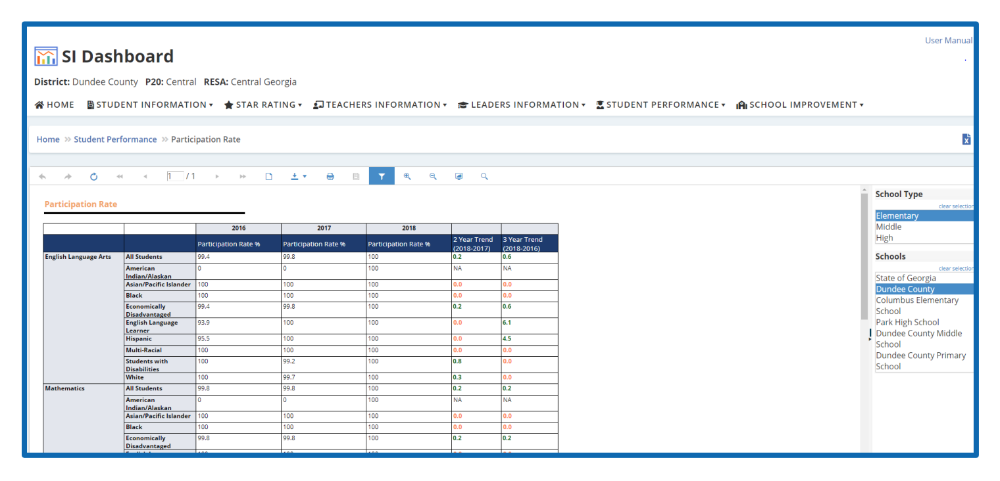 User Manual
SI Dashboard
District: Dundee County P20: Central RESA: Central Georgia
HOME STUDENT INFORMATION STAR RATING TEACHERS INFORMATION LEADERS INFORMATION STUDENT PERFORMANCE SCHOOL IMPROVEMENT
Home Student Performance Participation Rate
1 / 1
Participation Rate
2016 2017 2018
Participation Rate % Participation Rate % Participation Rate % 2 Year Trend (2018-2017) 3 Year Trend (2018-2016)
English Language Arts All Students 99.4 99.8 100 0.2 0.6
American Indian/Alaskan 0 0 100 NA NA
Asian/Pacific Islander 100 100 100 0.0 0.0
Black 100 100 100 0.0 0.0
Economically Disadvantaged 99.4 99.8 100 0.2 0.6
English Language Learner 93.9 100 100 0.0 6.1
Hispanic 95.5 100 100 0.0 4.5
Multi-Racial 100 100 100 0.0 0.0
Students with Disabilities 100 99.2 100 0.8 0.0
White 100 99.7 100 0.3 0.0
Mathematics All Students 99.8 99.8 100 0.2 0.2
American Indian/Alaskan 0 0 100 NA NA
Asian/Pacific Islander 100 100 100 0.0 0.0
Black 100 100 100 0.0 0.0
Economically Disadvantaged 99.8 99.8 100 0.2 0.2
School Type
clear selection
Elementary
Middle
High
Schools
clear selection
State of Georgia
Dundee County
Columbus Elementary
School
Park High School
Dundee County Middle
School
Dundee County Primary
School